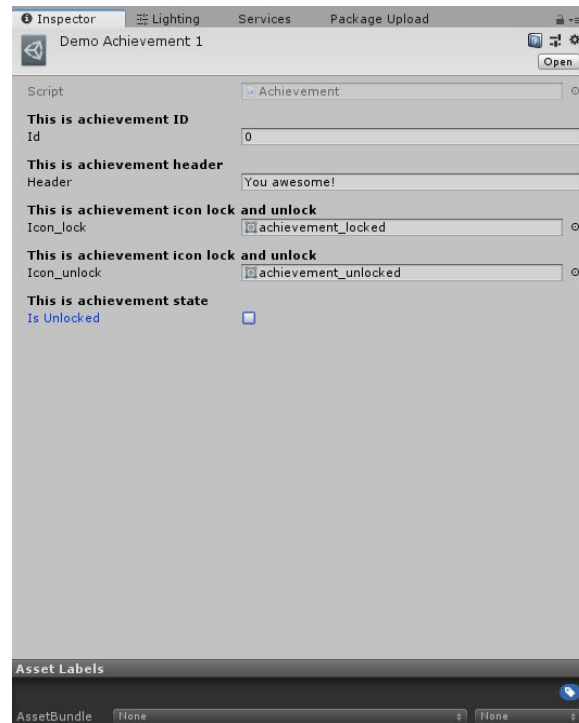 Inspector Lighting Services Package Upload
Demo Achievement 1
Open
Script Achievement
This is achievement ID
Id 0
This is achievement header
Header You awesome!
This is achievement icon lock and unlock
Icon_lock achievement_locked
This is achievement icon lock and unlock
Icon_unlock achievement_unlocked
This is achievement state
Is Unlocked
Asset Labels
AssetBundle None None